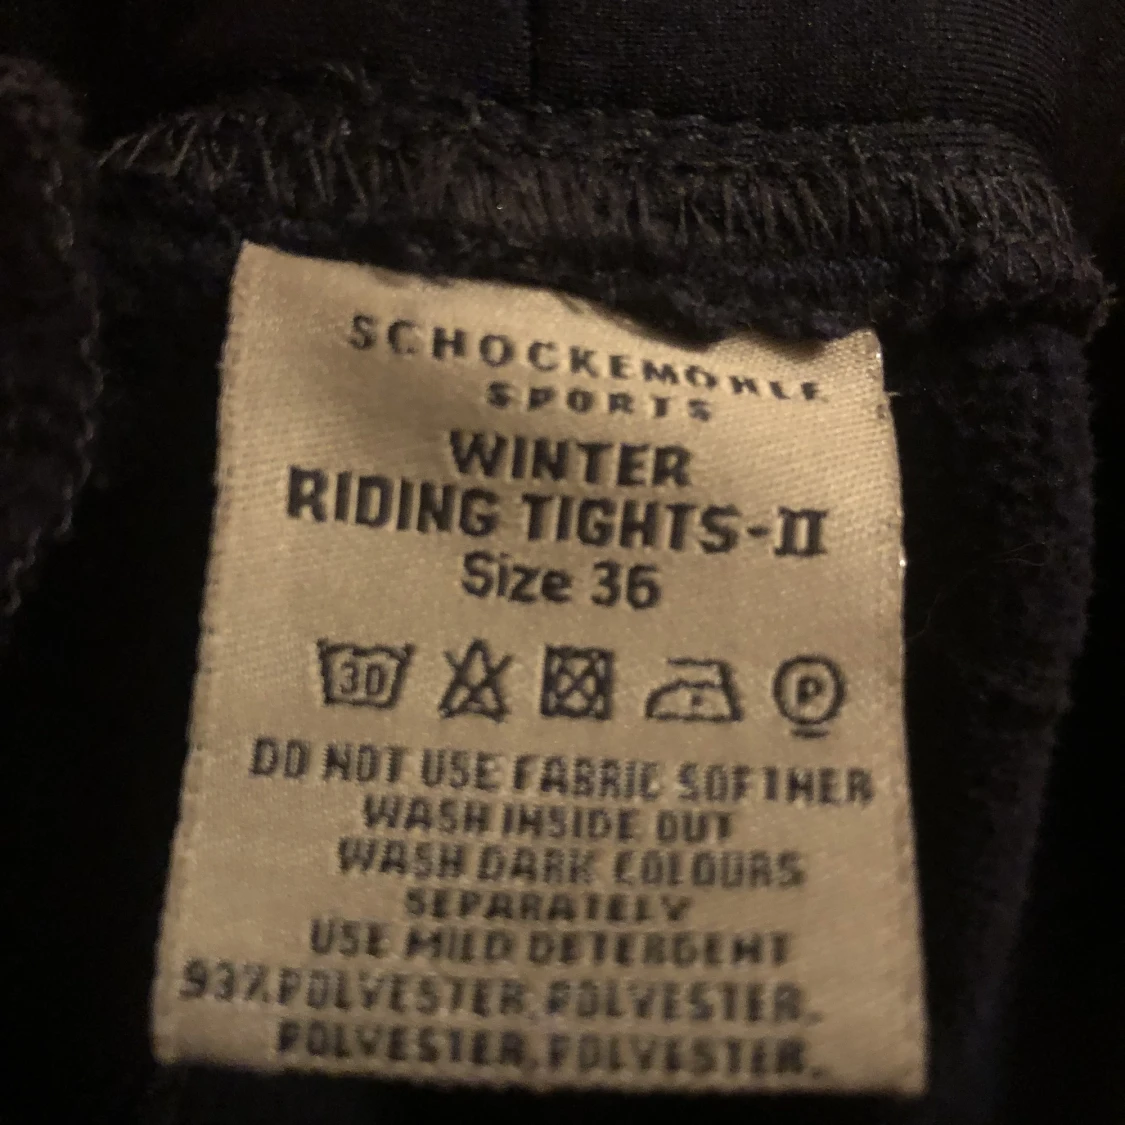 SCHOCKEMÖHLE
SPORTS
WINTER
RIDING TIGHTS-II
Size 36
30
P
DO NOT USE FABRIC SOFTNER
WASH INSIDE OUT
WASH DARK COLOURS
SEPARATELY
USE MILD DETERGENT
93%POLYESTER,POLYESTER.
POLYESTER,POLYESTER.